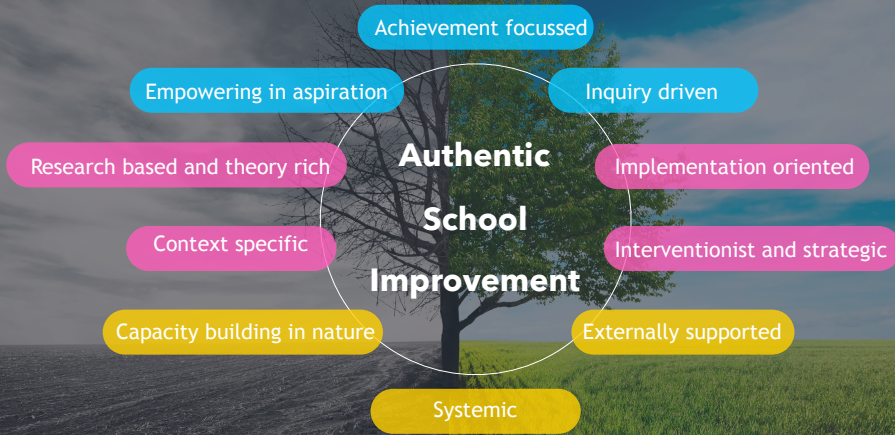 Achievement focussed
Empowering in aspiration
Inquiry driven
Research based and theory rich
Authentic
School
Improvement
Implementation oriented
Context specific
Interventionist and strategic
Capacity building in nature
Externally supported
Systemic